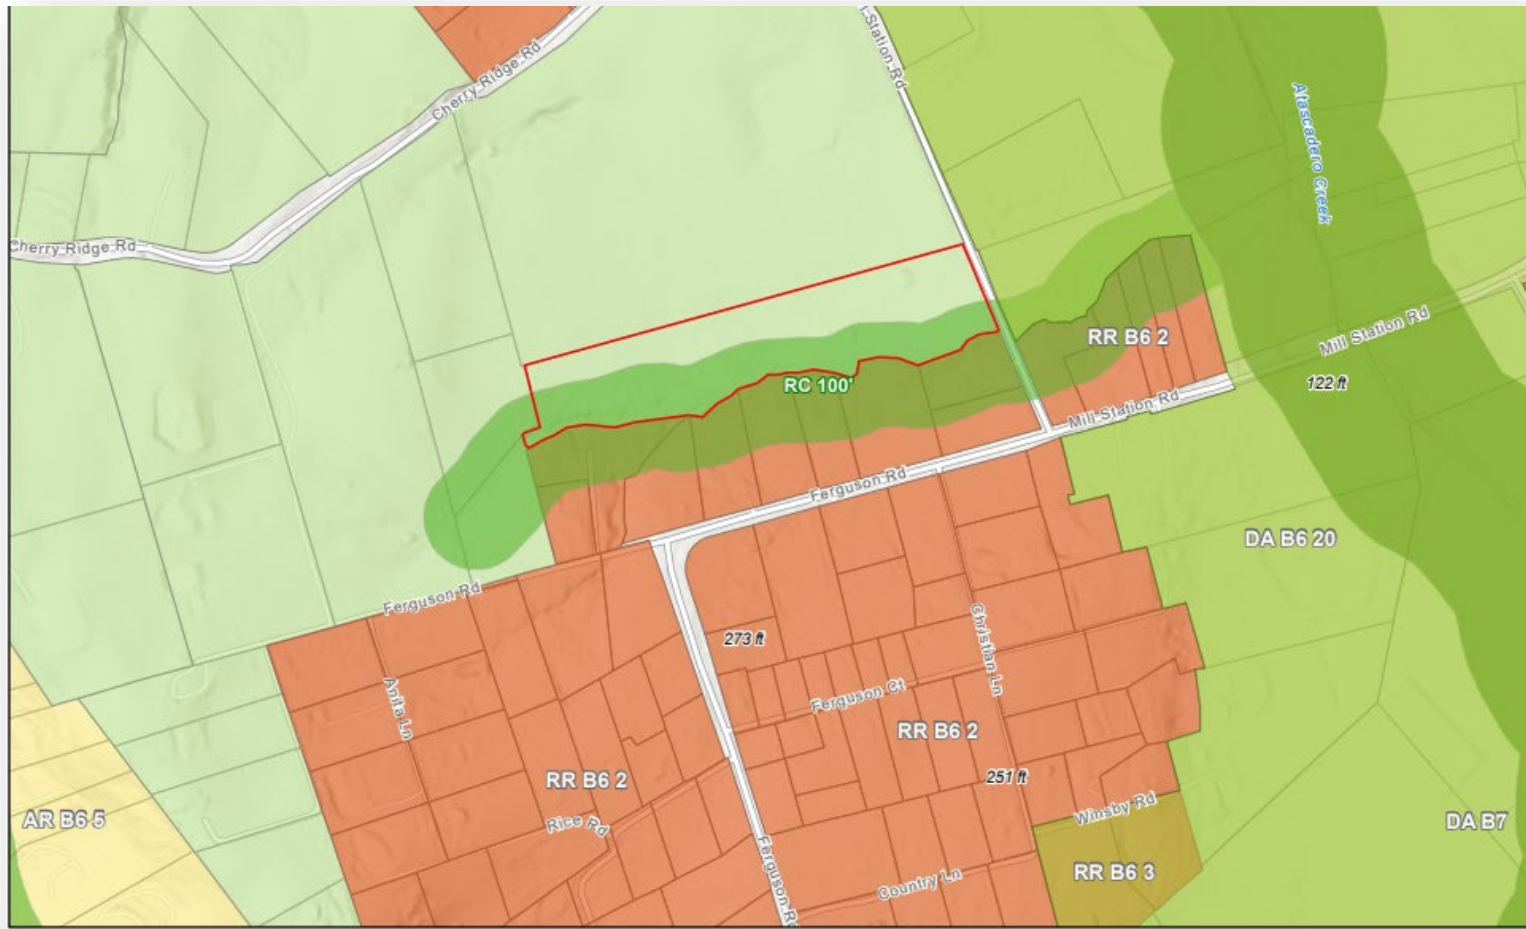 l Station Rd
Cherry Ridge Rd
Atascadero Creek
Cherry Ridge Rd
Mill Station Rd
RR B6 2
RC 100'
122 ft
Mill Station Rd
Ferguson Rd
DA B6 20
Ferguson Rd
273 ft
Christian Ln
Anita Ln
Ferguson Ct
RR B6 2
RR B6 2
251 ft
AR B6 5
Rice Rd
Winsby Rd
DA B7
Ferguson Rd
RR B6 3
Country Ln